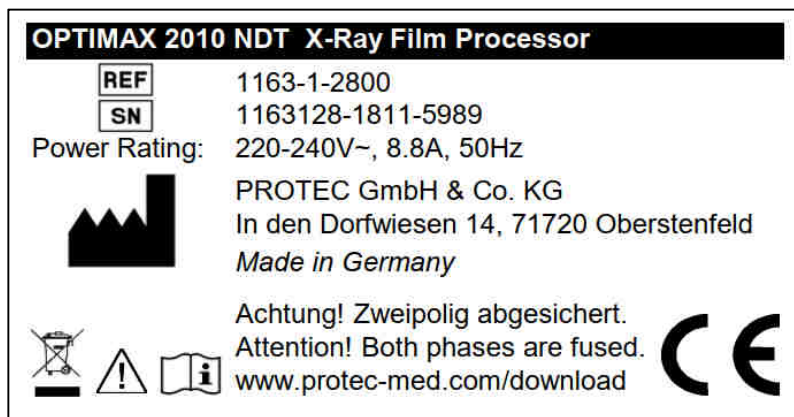 OPTIMAX 2010 NDT X-Ray Film Processor
REF 1163-1-2800
SN 1163128-1811-5989
Power Rating: 220-240V~, 8.8A, 50Hz
PROTEC GmbH & Co. KG
In den Dorfwiesen 14, 71720 Oberstenfeld
Made in Germany
Achtung! Zweipolig abgesichert.
Attention! Both phases are fused.
www.protec-med.com/download
CE